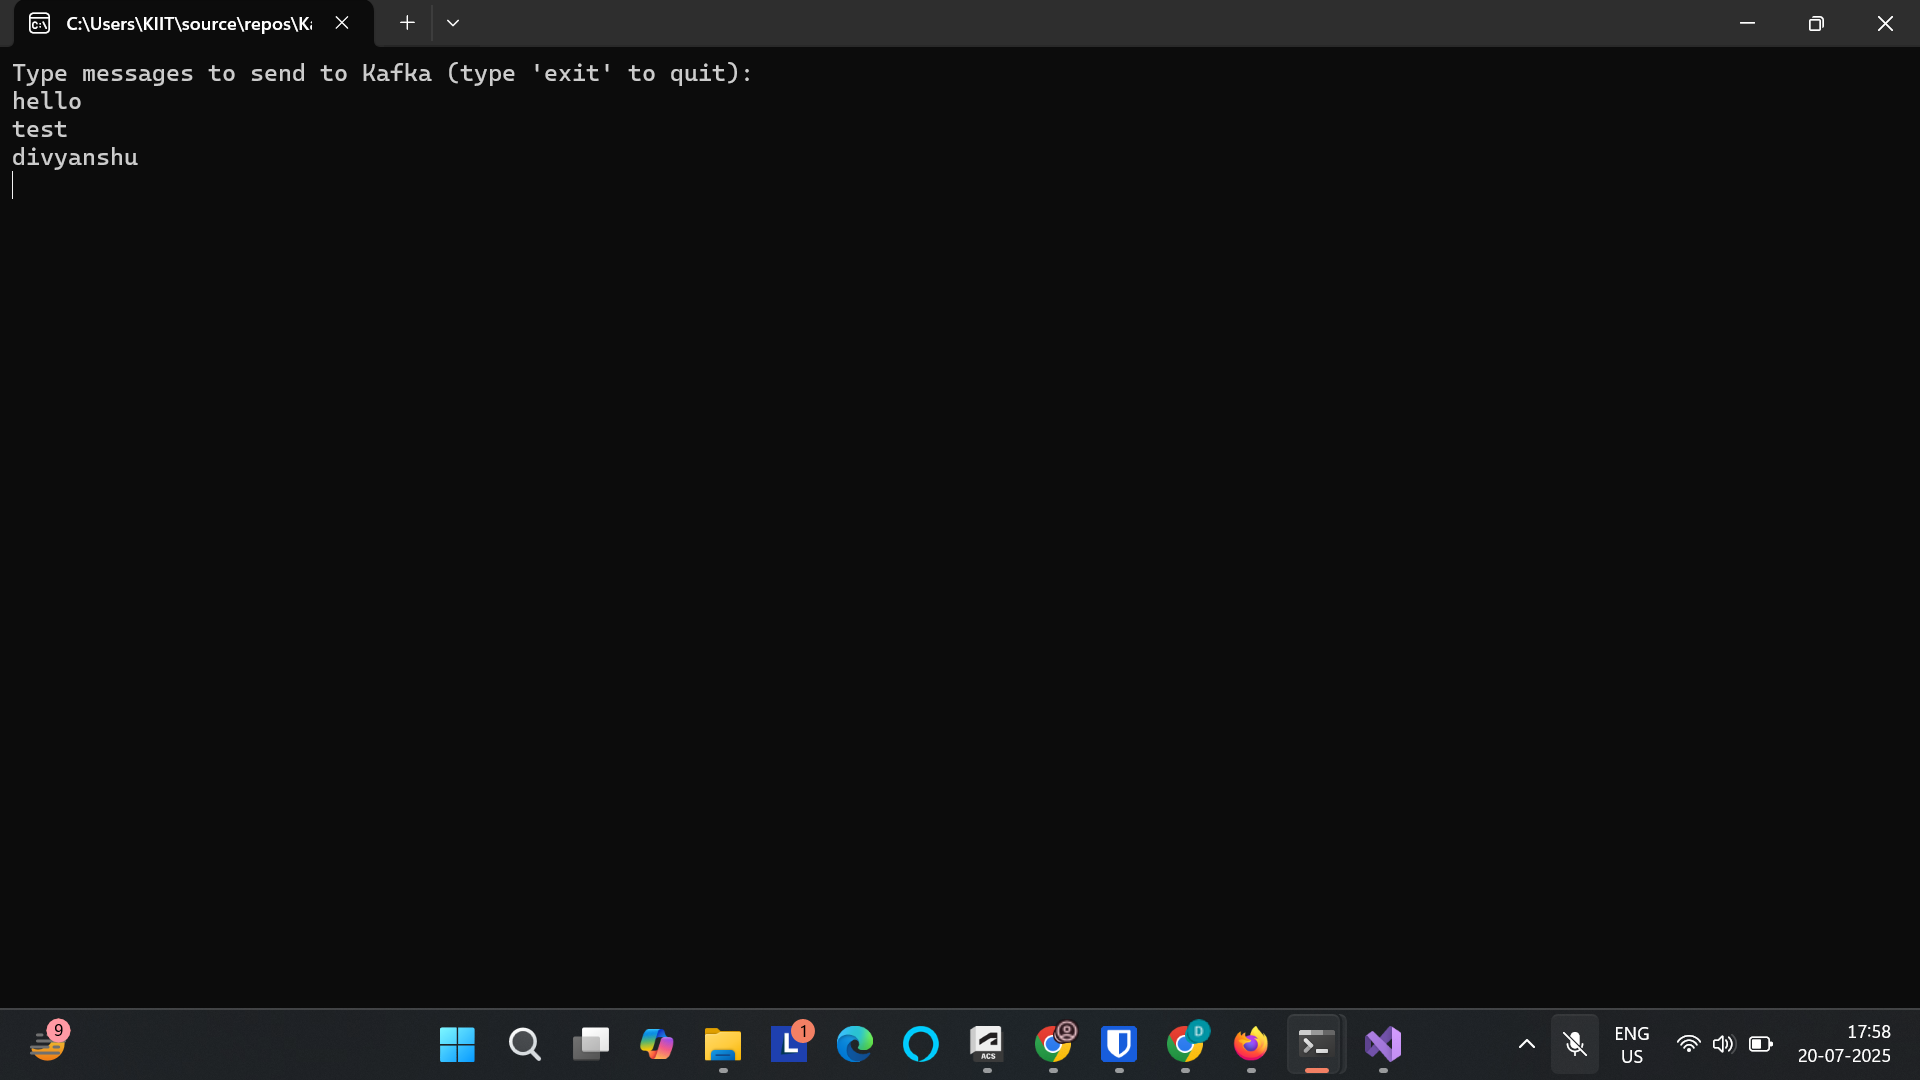 C:\Users\KIIT\source\repos\Ka
Type messages to send to Kafka (type 'exit' to quit):
hello
test
divyanshu
9
L
1
ACS
D
ENG
US
17:58
20-07-2025